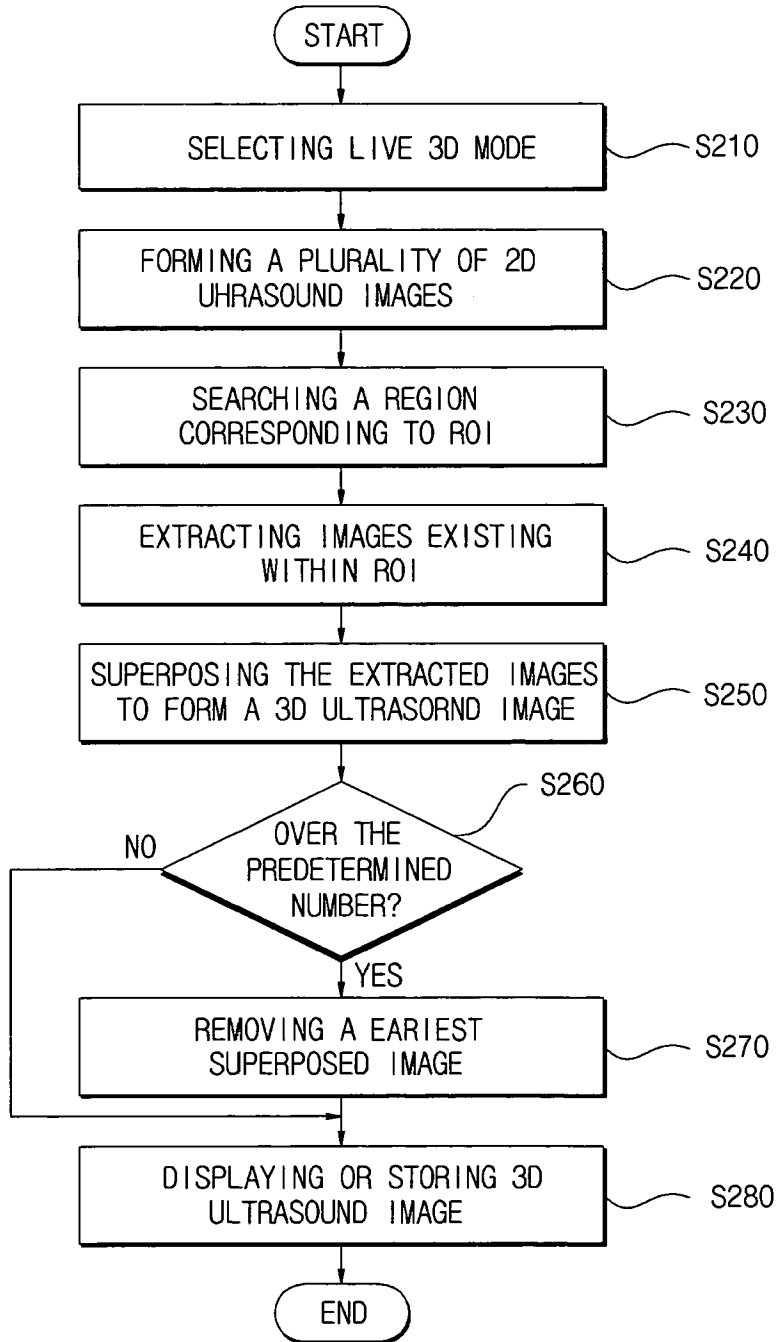 START
SELECTING LIVE 3D MODE
S210
FORMING A PLURALITY OF 2D
UHRASOUND IMAGES
S220
SEARCHING A REGION
CORRESPONDING TO ROI
S230
EXTRACTING IMAGES EXISTING
WITHIN ROI
S240
SUPERPOSING THE EXTRACTED IMAGES
TO FORM A 3D ULTRASORND IMAGE
S250
S260
OVER THE
PREDETERMINED
NUMBER?
NO
YES
REMOVING A EARIEST
SUPERPOSED IMAGE
S270
DISPLAYING OR STORING 3D
ULTRASOUND IMAGE
S280
END